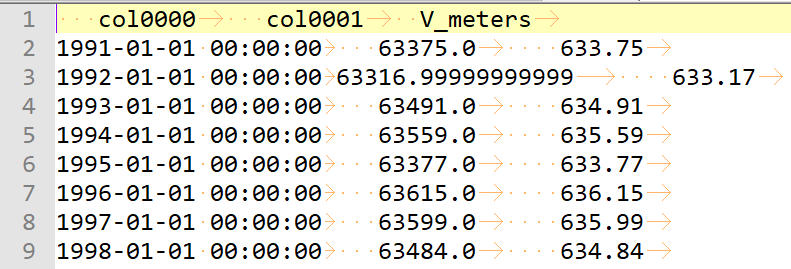 1 col0000 col0001 V_meters
2 1991-01-01 00:00:00 63375.0 633.75
3 1992-01-01 00:00:00 63316.99999999999 633.17
4 1993-01-01 00:00:00 63491.0 634.91
5 1994-01-01 00:00:00 63559.0 635.59
6 1995-01-01 00:00:00 63377.0 633.77
7 1996-01-01 00:00:00 63615.0 636.15
8 1997-01-01 00:00:00 63599.0 635.99
9 1998-01-01 00:00:00 63484.0 634.84